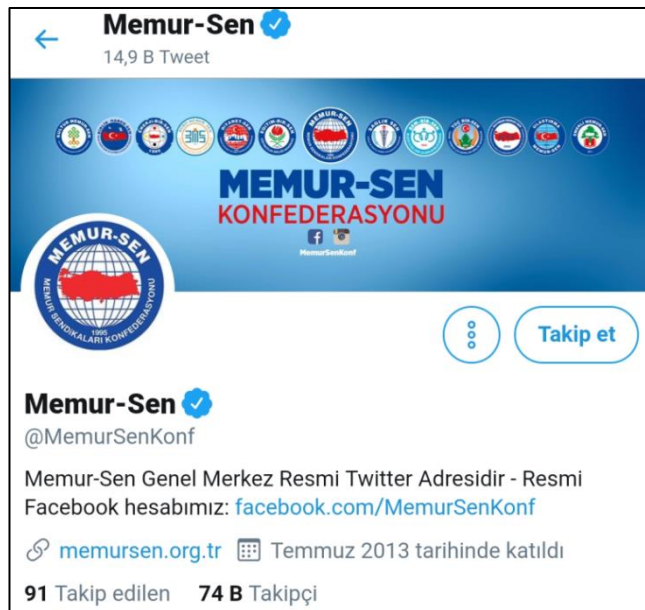 Memur-Sen
14,9 B Tweet
MEMUR-SEN
KONFEDERASYONU
MemurSenKonf
MEMUR-SEN
MEMUR SENDİKALARI KONFEDERASYONU
1995
Takip et
Memur-Sen
@MemurSenKonf
Memur-Sen Genel Merkez Resmi Twitter Adresidir - Resmi
Facebook hesabımız: facebook.com/MemurSenKonf
memursen.org.tr Temmuz 2013 tarihinde katıldı
91 Takip edilen 74 B Takipçi